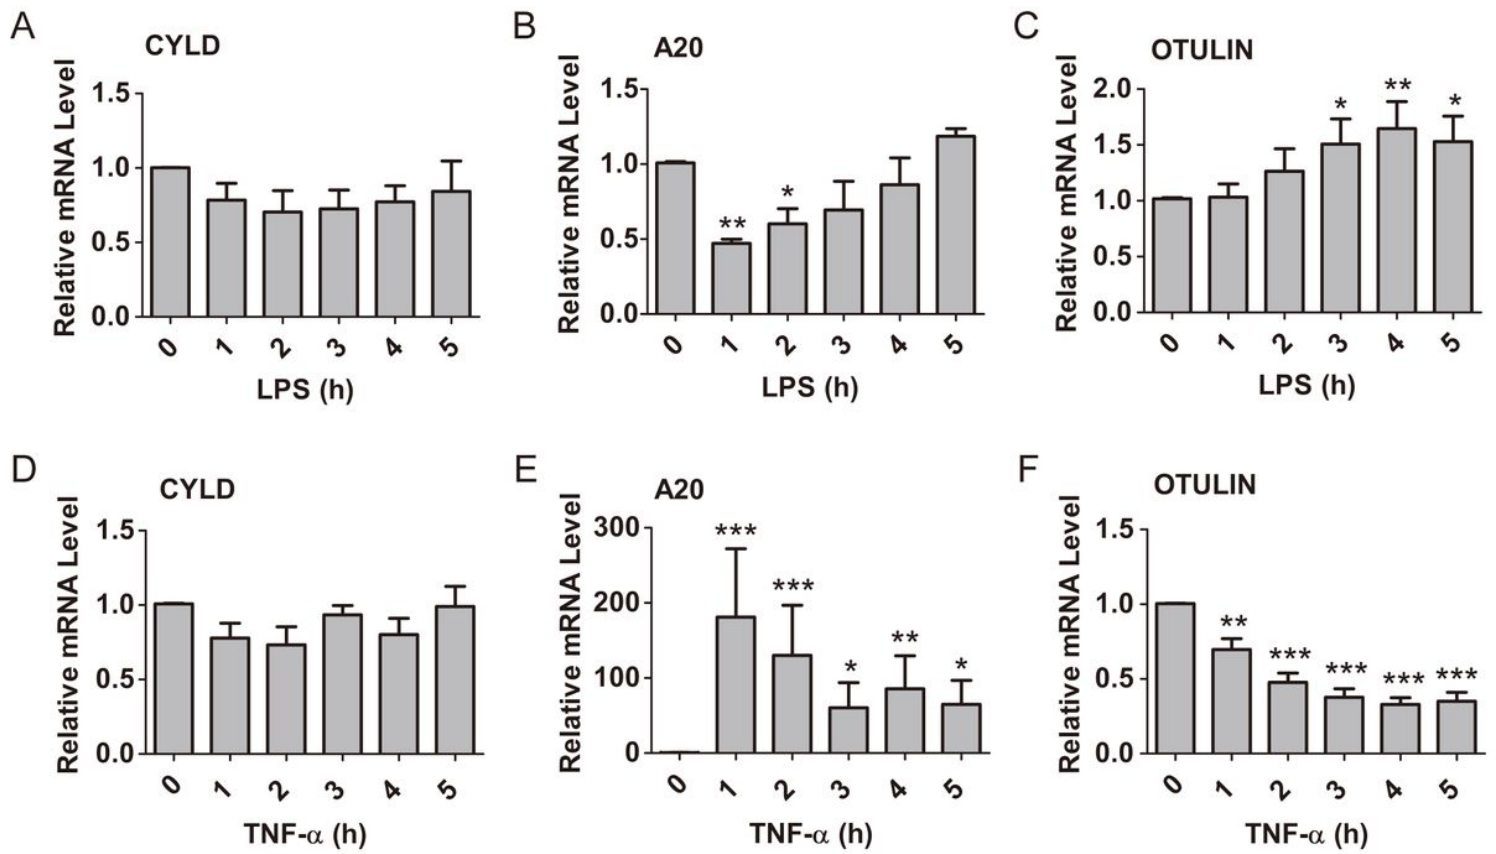 A
CYLD
Relative mRNA Level
1.5
1.0
0.5
0.0
0 1 2 3 4 5
LPS (h)
B
A20
Relative mRNA Level
1.5
1.0
0.5
0.0
** *
0 1 2 3 4 5
LPS (h)
C
OTULIN
Relative mRNA Level
2.0
1.5
1.0
0.5
0.0
* ** *
0 1 2 3 4 5
LPS (h)
D
CYLD
Relative mRNA Level
1.5
1.0
0.5
0.0
0 1 2 3 4 5
TNF-α (h)
E
A20
Relative mRNA Level
300
200
100
0
*** *** * ** *
0 1 2 3 4 5
TNF-α (h)
F
OTULIN
Relative mRNA Level
1.5
1.0
0.5
0.0
** *** *** *** ***
0 1 2 3 4 5
TNF-α (h)